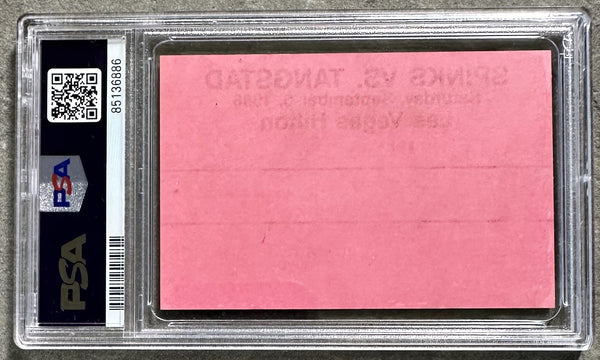 SPINKS VS. TANGSTAD
Saturday, September 6, 1986
Las Vegas Hilton
85136886
PSA
PSA